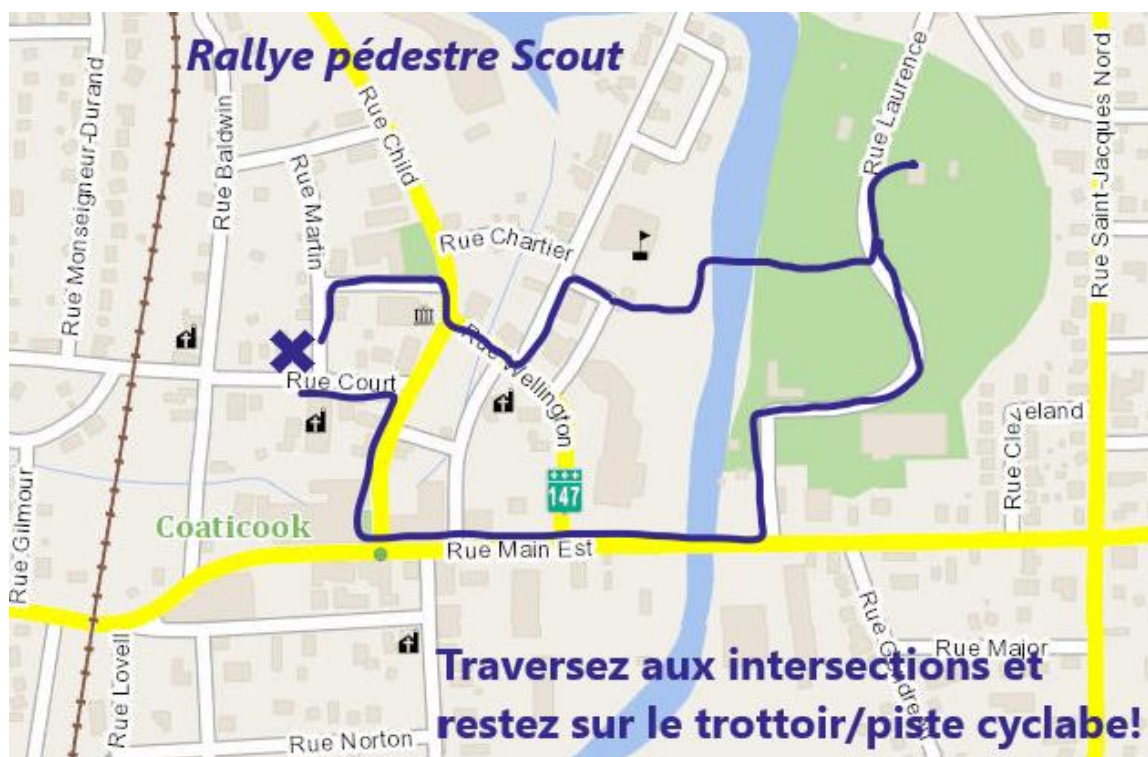 Rallye pédestre Scout
Rue Monseigneur-Durand
Rue Baldwin
Rue Martin
Rue Child
Rue Chartier
Rue Laurence
Rue Saint-Jacques Nord
Rue Court
Rue Wellington
147
Rue Gilmour
Coaticook
Rue Main Est
Rue Lovell
Rue Norton
Rue Major
Traversez aux intersections et
restez sur le trottoir/piste cyclabe!